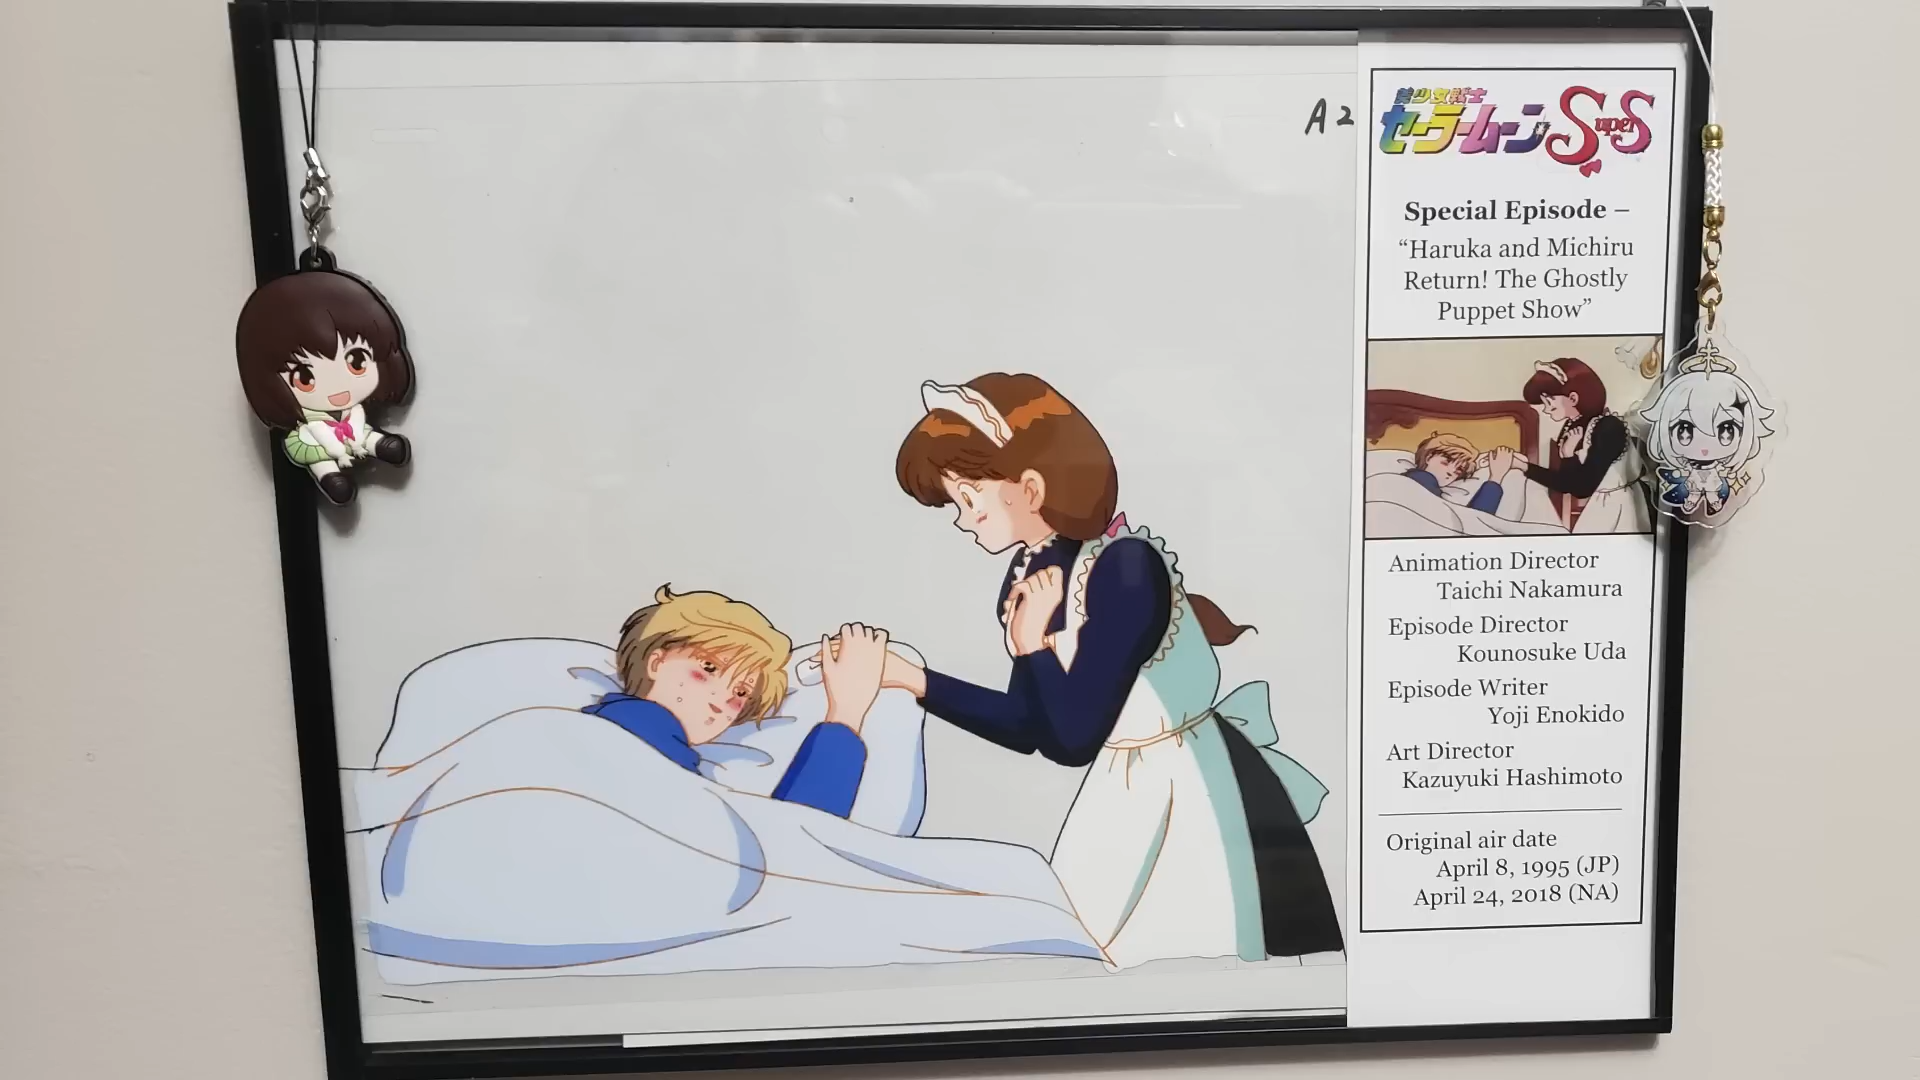 A2
美少女戦士
セーラームーン
SuperS
Special Episode –
“Haruka and Michiru
Return! The Ghostly
Puppet Show”
Animation Director
Taichi Nakamura
Episode Director
Kounosuke Uda
Episode Writer
Yoji Enokido
Art Director
Kazuyuki Hashimoto
Original air date
April 8, 1995 (JP)
April 24, 2018 (NA)